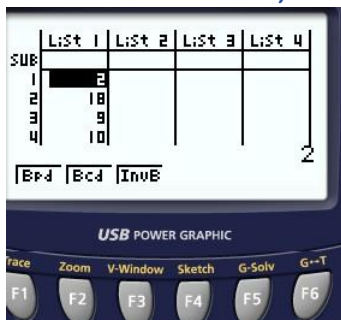 List 1 List 2 List 3 List 4
SUB
1 2
2 18
3 9
4 10
2
Bpd Bcd InvB
USB POWER GRAPHIC
Trace Zoom V-Window Sketch G-Solv G↔T
F1 F2 F3 F4 F5 F6